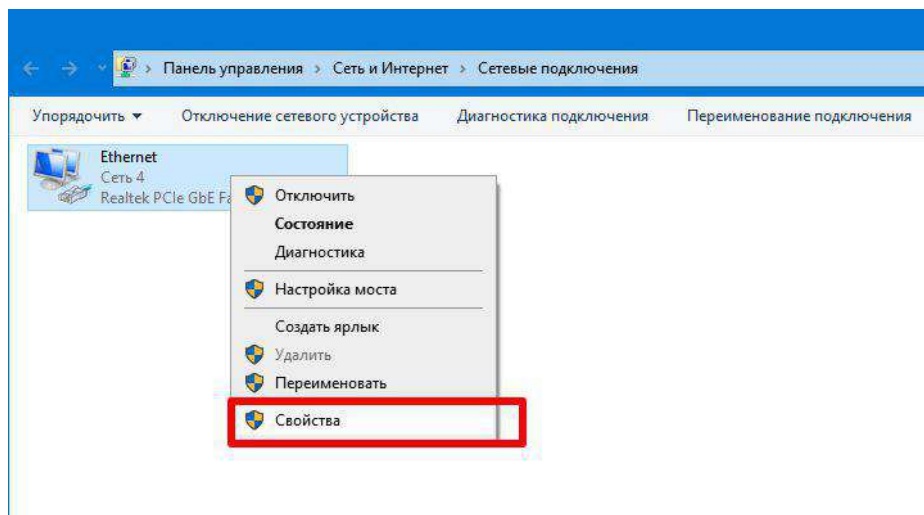 Панель управления › Сеть и Интернет › Сетевые подключения
Упорядочить Отключение сетевого устройства Диагностика подключения Переименование подключения
Ethernet
Сеть 4
Realtek PCIe GbE
Отключить
Состояние
Диагностика
Настройка моста
Создать ярлык
Удалить
Переименовать
Свойства